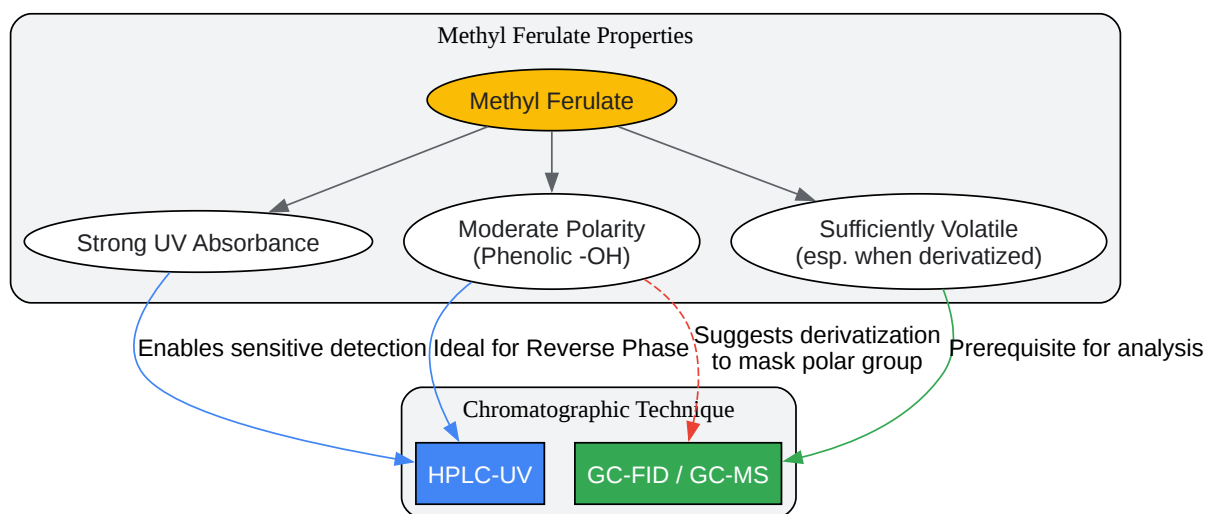 Methyl Ferulate Properties
Methyl Ferulate
Strong UV Absorbance
Moderate Polarity
(Phenolic -OH)
Sufficiently Volatile
(esp. when derivatized)
Enables sensitive detection
Ideal for Reverse Phase
Suggests derivatization
to mask polar group
Prerequisite for analysis
Chromatographic Technique
HPLC-UV
GC-FID / GC-MS